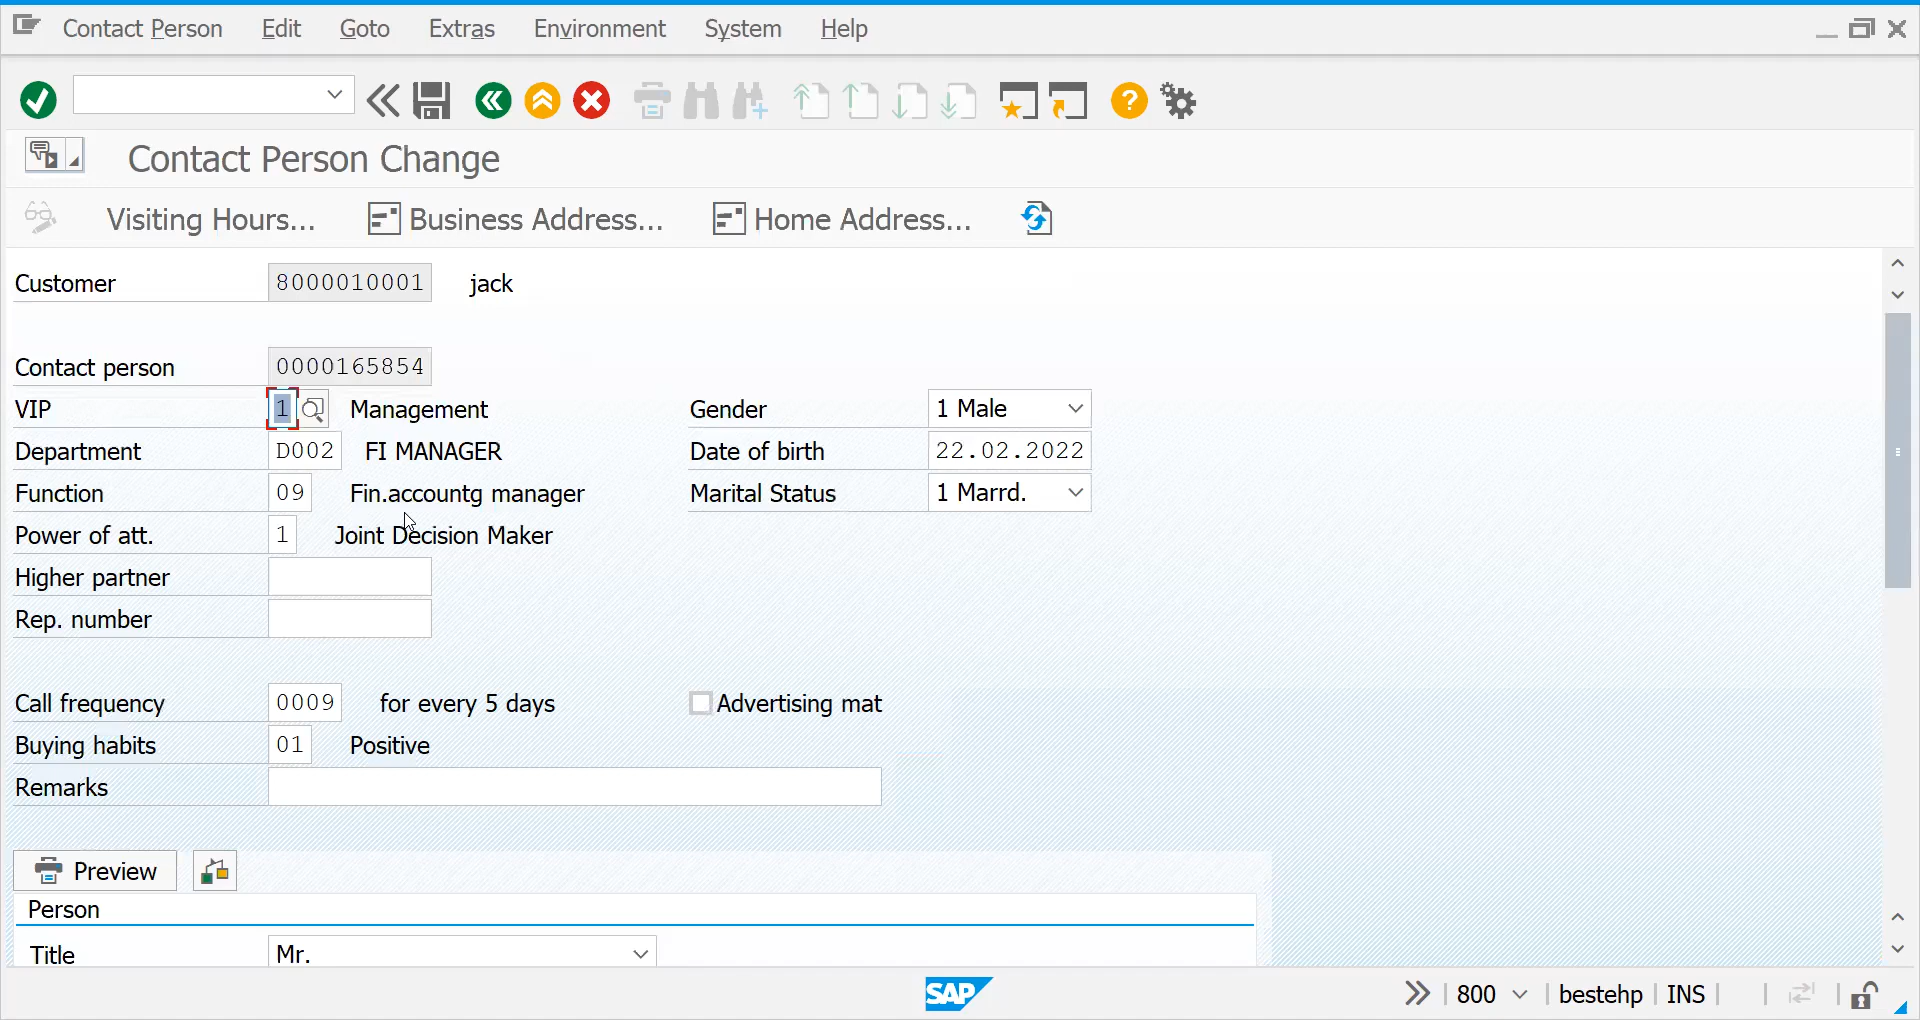 Contact Person Edit Goto Extras Environment System Help
Contact Person Change
Visiting Hours... Business Address... Home Address...
Customer 8000010001 jack
Contact person 0000165854
VIP 1 Management Gender 1 Male
Department D002 FI MANAGER Date of birth 22.02.2022
Function 09 Fin.accountg manager Marital Status 1 Marrd.
Power of att. 1 Joint Decision Maker
Higher partner
Rep. number
Call frequency 0009 for every 5 days Advertising mat
Buying habits 01 Positive
Remarks
Preview
Person
Title Mr.
SAP 800 bestehp INS